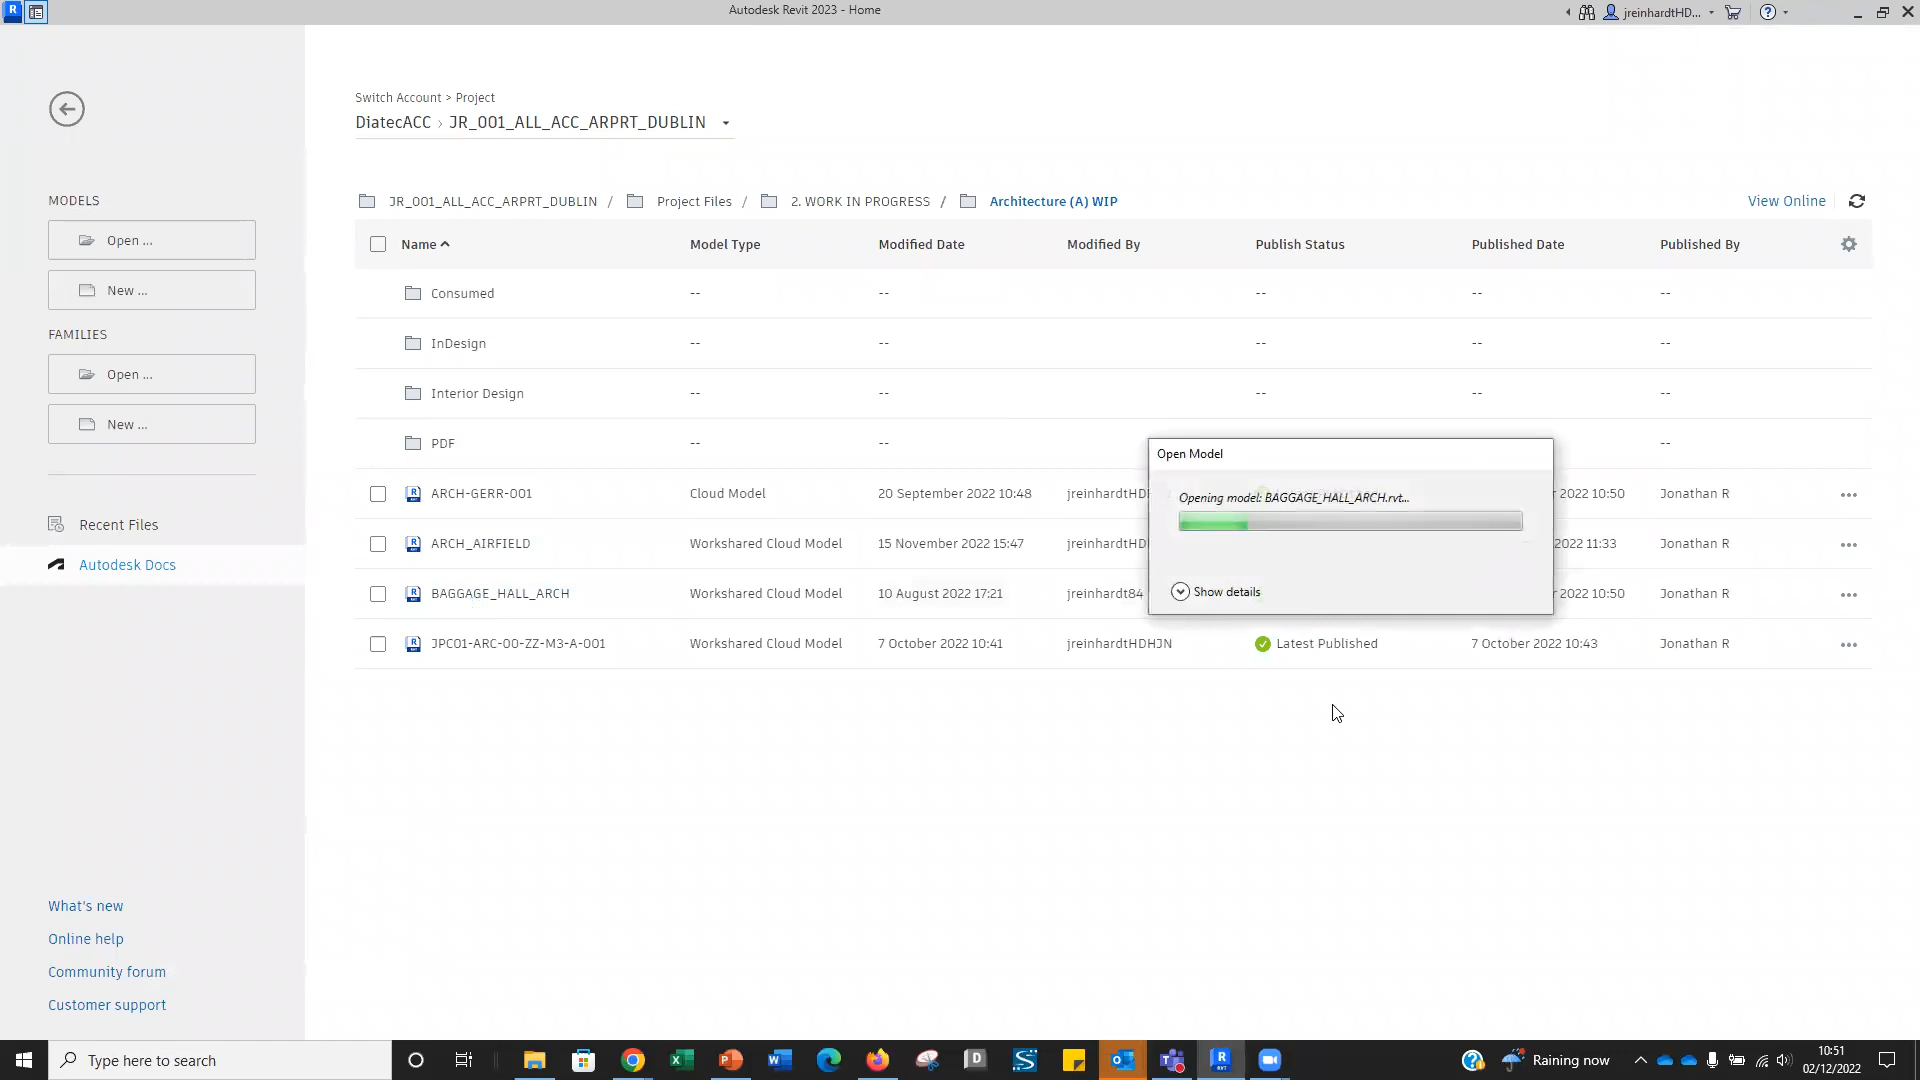 Autodesk Revit 2023 - Home
jreinhardtHD...
Switch Account > Project
DiatecACC › JR_001_ALL_ACC_ARPRT_DUBLIN
MODELS
Open ...
New ...
FAMILIES
Open ...
New ...
Recent Files
Autodesk Docs
What's new
Online help
Community forum
Customer support
JR_001_ALL_ACC_ARPRT_DUBLIN / Project Files / 2. WORK IN PROGRESS / Architecture (A) WIP
View Online
Name Model Type Modified Date Modified By Publish Status Published Date Published By
Consumed -- -- -- -- --
InDesign -- -- -- -- --
Interior Design -- -- -- -- --
PDF -- -- --
ARCH-GERR-001 Cloud Model 20 September 2022 10:48 jreinhardtHD 2022 10:50 Jonathan R
ARCH_AIRFIELD Workshared Cloud Model 15 November 2022 15:47 jreinhardtHD 2022 11:33 Jonathan R
BAGGAGE_HALL_ARCH Workshared Cloud Model 10 August 2022 17:21 jreinhardt84 2022 10:50 Jonathan R
JPC01-ARC-00-ZZ-M3-A-001 Workshared Cloud Model 7 October 2022 10:41 jreinhardtHDHJN Latest Published 7 October 2022 10:43 Jonathan R
Open Model
Opening model: BAGGAGE_HALL_ARCH.rvt...
Show details
Type here to search
Raining now
10:51
02/12/2022